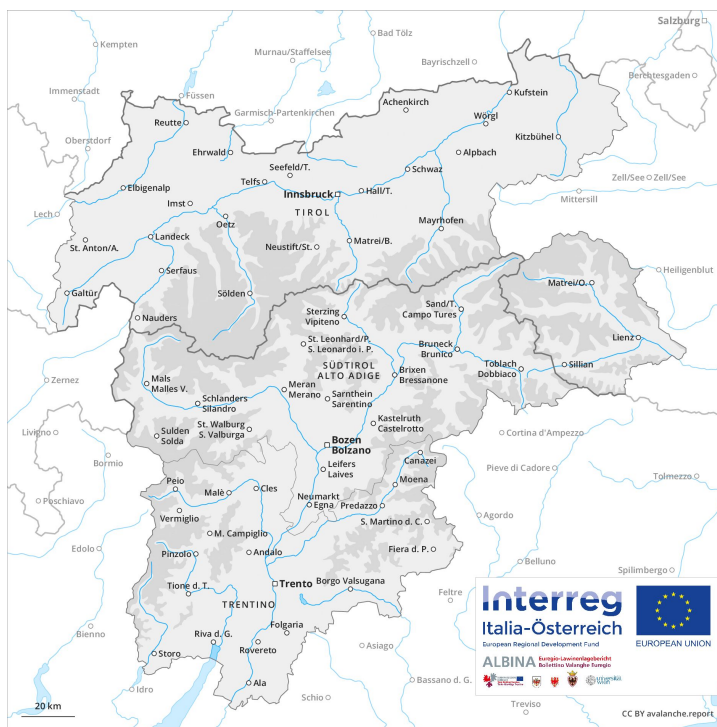 Salzburg
Kempten
Bad Tölz
Murnau/Staffelsee
Bayrischzell
Berchtesgaden
Immenstadt
Füssen
Garmisch-Partenkirchen
Achenkirch
Kufstein
Reutte
Wörgl
Kitzbühel
Oberstdorf
Ehrwald
Alpbach
Seefeld/T.
Schwaz
Zell/See
Zell/See
Elbigenalp
Telfs
Innsbruck
Hall/T.
Mittersill
Imst
TIROL
Lech
Oetz
Mayrhofen
St. Anton/A.
Landeck
Neustift/St.
Matrei/B.
Serfaus
Heiligenblut
Galtür
Sölden
Matrei/O.
Nauders
Sterzing
Vipiteno
Sand/T.
Campo Tures
St. Leonhard/P.
S. Leonardo i. P.
Bruneck
Brunico
Lienz
SÜDTIROL
ALTO ADIGE
Toblach
Dobbiaco
Sillian
Zernez
Mals
Malles V.
Meran
Merano
Brixen
Bressanone
Schlanders
Silandro
Sarnthein
Sarentino
St. Walburg
S. Valburga
Kastelruth
Castelrotto
Livigno
Sulden
Solda
Bozen
Bolzano
Cortina d'Ampezzo
Bormio
Leifers
Laives
Canazei
Pieve di Cadore
Tolmezzo
Peio
Malè
Cles
Moena
Poschiavo
Neumarkt
Egna
Predazzo
Vermiglio
Agordo
S. Martino d. C.
M. Campiglio
Edolo
Pinzolo
Andalo
Fiera d. P.
Belluno
Spilimbergo
Trento
Borgo Valsugana
Tione d. T.
Feltre
TRENTINO
Folgaria
Bienno
Riva d. G.
Rovereto
Asiago
Storo
Ala
Idro
Schio
Bassano d. G.
Treviso
20 km
Interreg
Italia-Österreich
European Regional Development Fund
EUROPEAN UNION
ALBINA
Euregio-Lawinenlagebericht
Bollettino Valanghe Euregio
universität
wien
CC BY avalanche.report